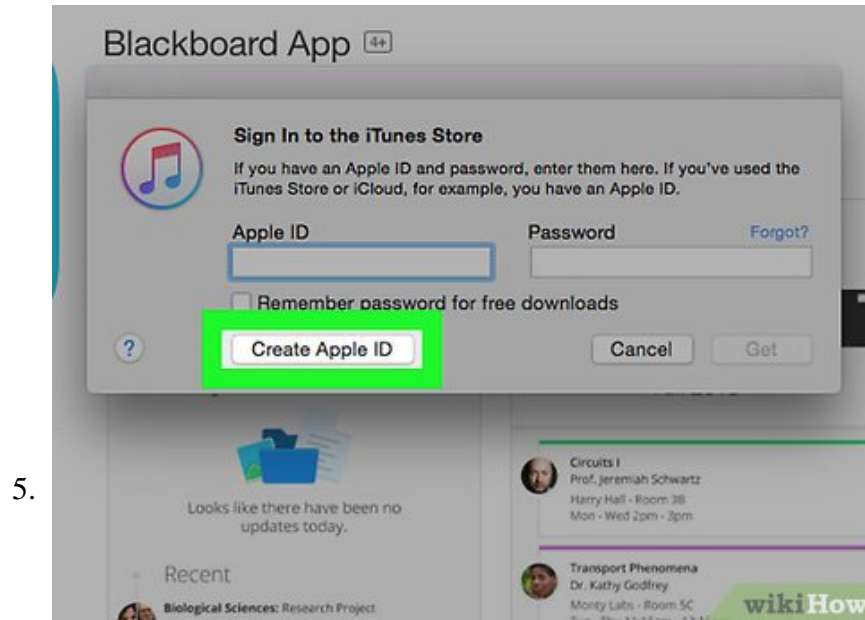 Blackboard App 4+
Sign In to the iTunes Store
If you have an Apple ID and password, enter them here. If you've used the
iTunes Store or iCloud, for example, you have an Apple ID.
Apple ID
Password
Forgot?
Remember password for free downloads
?
Create Apple ID
Cancel
Get
5.
Looks like there have been no
updates today.
Recent
Biological Sciences: Research Project
Circuits I
Prof. Jeremiah Schwartz
Harry Hall - Room 3B
Mon - Wed 2pm - 3pm
Transport Phenomena
Dr. Kathy Godfrey
Monty Labs - Room 5C
wikiHow